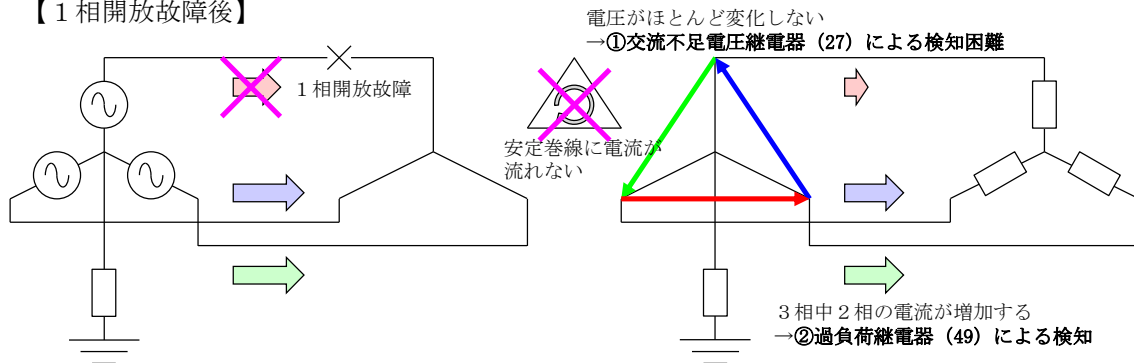 【１相開放故障後】
電圧がほとんど変化しない
→①交流不足電圧継電器（27）による検知困難
１相開放故障
安定巻線に電流が
流れない
３相中２相の電流が増加する
→②過負荷継電器（49）による検知